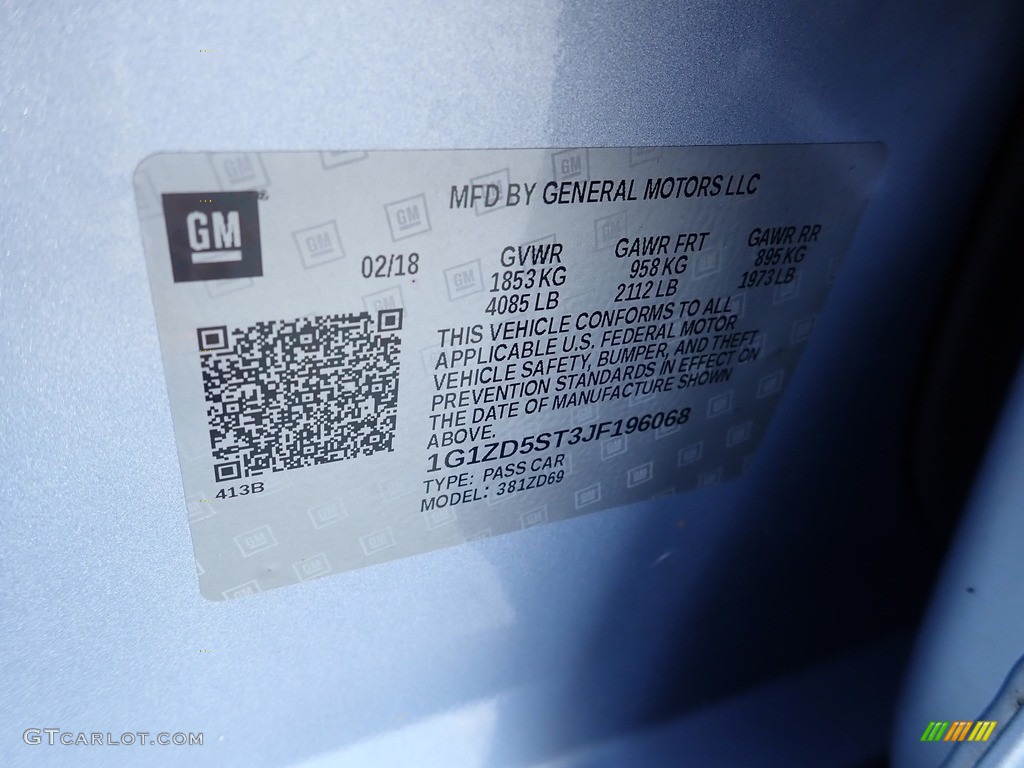 MFD BY GENERAL MOTORS LLC
GM
02/18
GVWR GAWR FRT GAWR RR
1853 KG 958 KG 895 KG
4085 LB 2112 LB 1973 LB
THIS VEHICLE CONFORMS TO ALL
APPLICABLE U.S. FEDERAL MOTOR
VEHICLE SAFETY, BUMPER, AND THEFT
PREVENTION STANDARDS IN EFFECT ON
THE DATE OF MANUFACTURE SHOWN
ABOVE.
1G1ZD5ST3JF196068
TYPE: PASS CAR
MODEL: 381ZD69
413B
GTCARLOT.COM